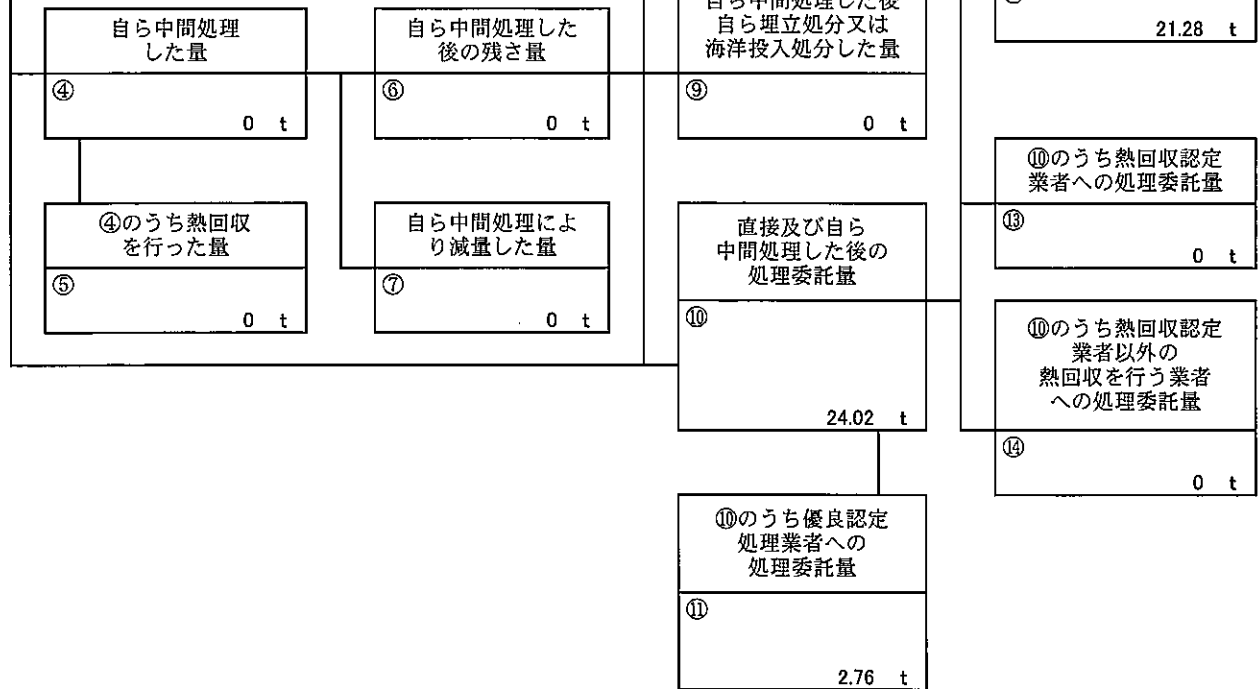 自ら中間処理
した量
④
0 t
自ら中間処理した
後の残さ量
⑥
0 t
自ら中間処理した後
自ら埋立処分又は
海洋投入処分した量
⑨
0 t
21.28 t
④のうち熱回収
を行った量
⑤
0 t
自ら中間処理によ
り減量した量
⑦
0 t
直接及び自ら
中間処理した後の
処理委託量
⑩
24.02 t
⑩のうち熱回収認定
業者への処理委託量
⑬
0 t
⑩のうち熱回収認定
業者以外の
熱回収を行う業者
への処理委託量
⑭
0 t
⑩のうち優良認定
処理業者への
処理委託量
⑪
2.76 t